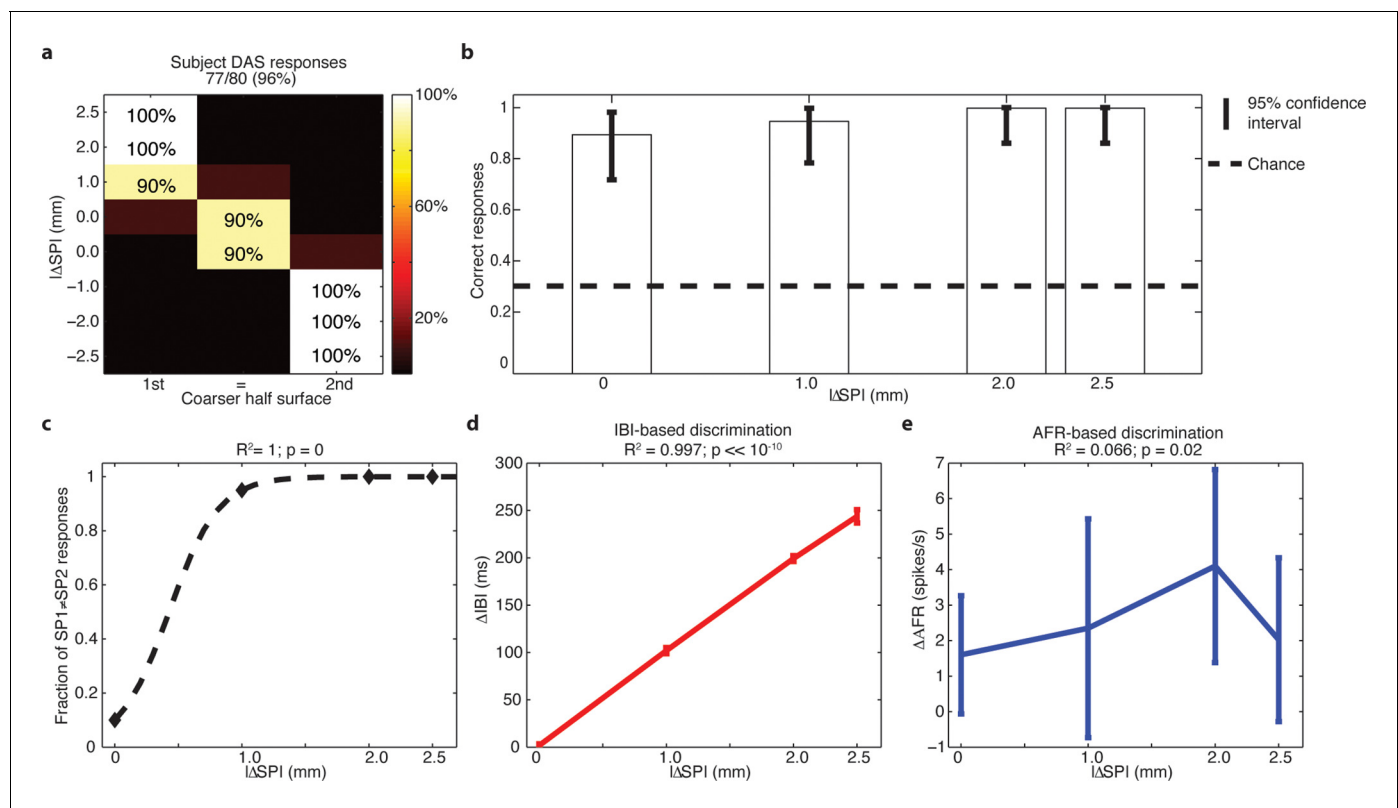 a
Subject DAS responses
77/80 (96%)
2.5
2.0
1.0
0.0
0.0
−1.0
−2.0
−2.5
|ΔSPI (mm)
100%
100%
90%
90%
90%
100%
100%
100%
1st
=
2nd
Coarser half surface
100%
60%
20%
b
1
0.8
0.6
0.4
0.2
0
Correct responses
0
1.0
2.0
2.5
|ΔSPI (mm)
95% confidence
interval
Chance
c
R²= 1; p = 0
1
0.8
0.6
0.4
0.2
0
Fraction of SP1≠SP2 responses
0
1.0
2.0
2.5
|ΔSPI (mm)
d
IBI-based discrimination
R² = 0.997; p << 10⁻¹⁰
300
250
200
150
100
50
0
ΔIBI (ms)
0
1.0
2.0
2.5
|ΔSPI (mm)
e
AFR-based discrimination
R² = 0.066; p = 0.02
7
6
5
4
3
2
1
0
−1
ΔAFR (spikes/s)
0
1.0
2.0
2.5
|ΔSPI (mm)